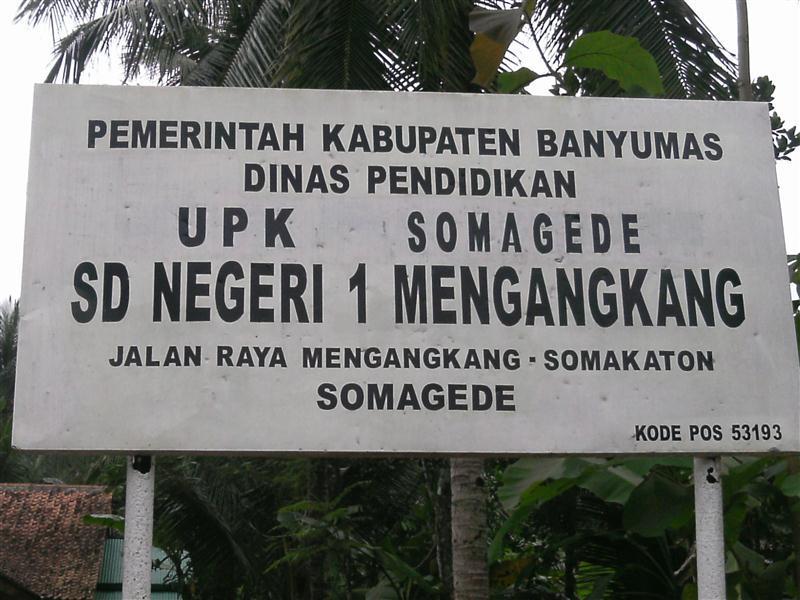 PEMERINTAH KABUPATEN BANYUMAS
DINAS PENDIDIKAN
UPK SOMAGEDE
SD NEGERI 1 MENGANGKANG
JALAN RAYA MENGANGKANG - SOMAKATON
SOMAGEDE
KODE POS 53193